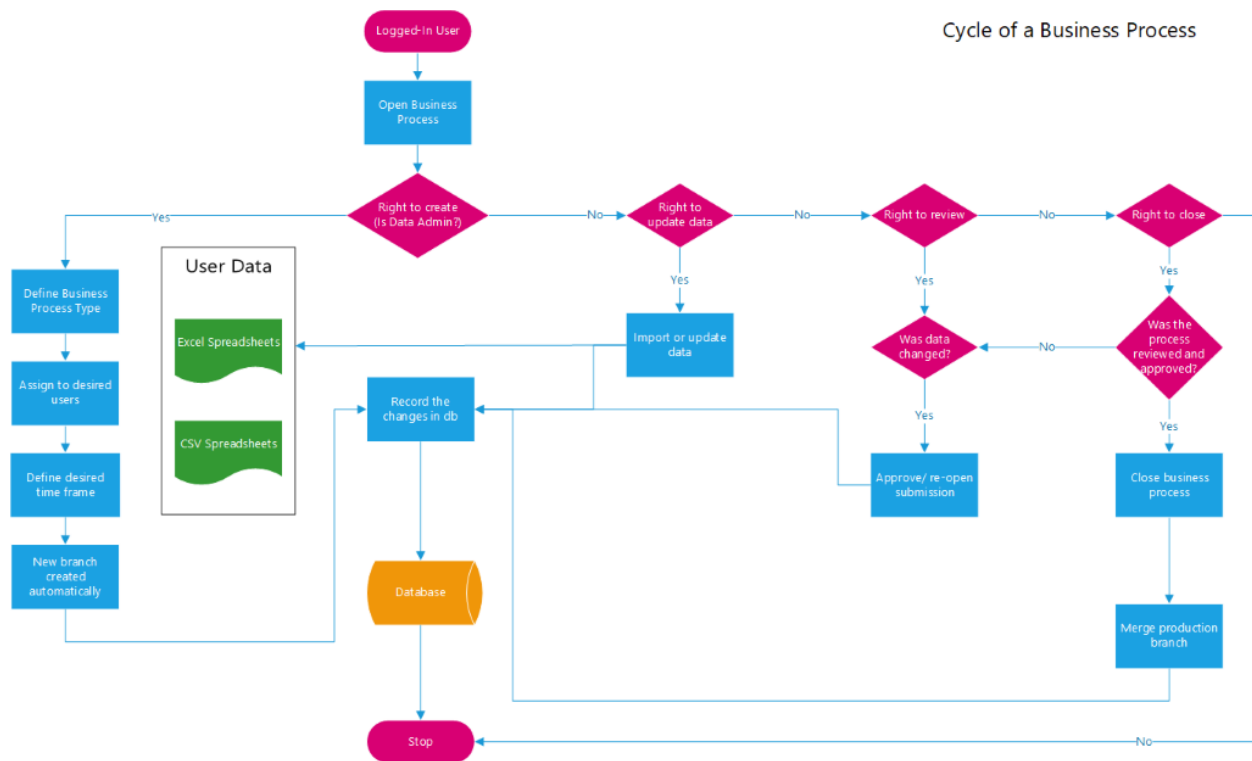 Logged-In User
Cycle of a Business Process
Open Business
Process
Right to create
(Is Data Admin?)
Yes
No
Right to
update data
No
Right to review
No
Right to close
User Data
Yes
Yes
Yes
Define Business
Process Type
Excel Spreadsheets
Import or update
data
Was data
changed?
No
Was the
process
reviewed and
approved?
Assign to desired
users
Record the
changes in db
Yes
Yes
CSV Spreadsheets
Define desired
time frame
Approve/ re-open
submission
Close business
process
New branch
created
automatically
Database
Merge production
branch
Stop
No